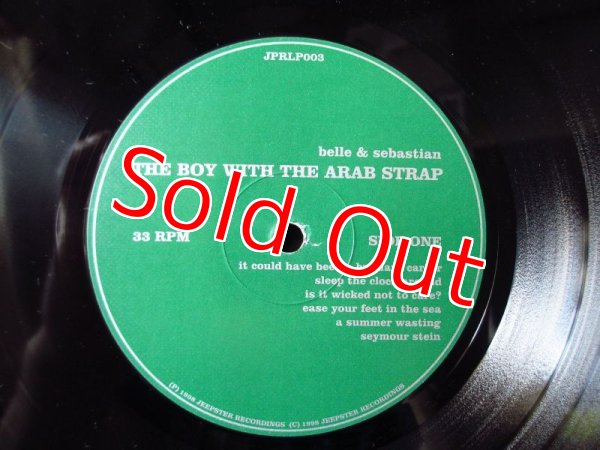 JPRLP003
belle & sebastian
THE BOY WITH THE ARAB STRAP
Sold Out
33 RPM
SIDE ONE
it could have
sleep the
is it wicked not to care?
ease your feet in the sea
a summer wasting
seymour stein
(P) 1998 JEEPSTER RECORDINGS (C) 1998 JEEPSTER RECORDINGS